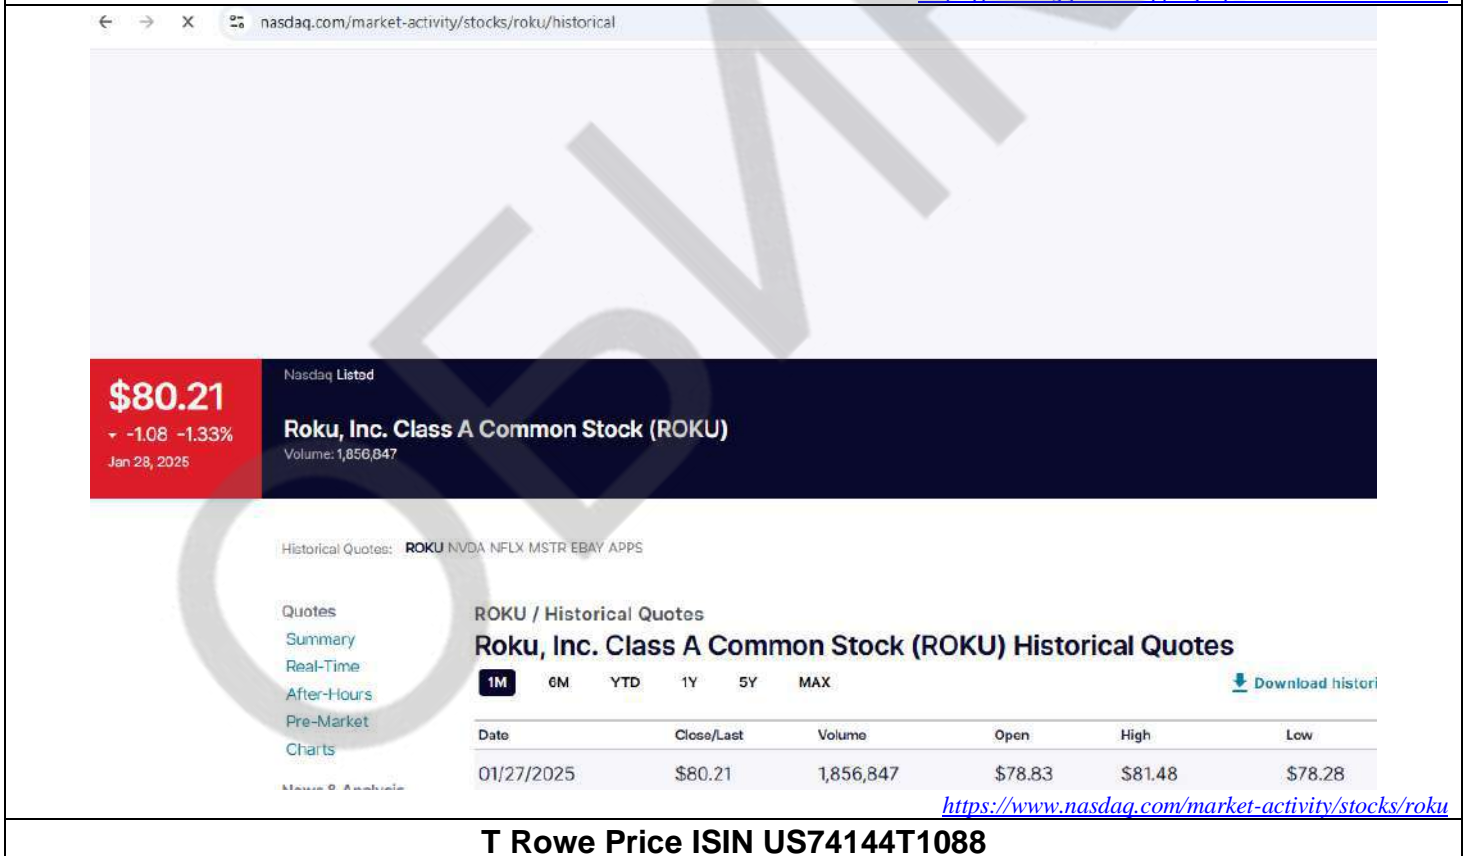 nasdaq.com/market-activity/stocks/roku/historical
$80.21
-1.08 -1.33%
Jan 28, 2025
Nasdaq Listed
Roku, Inc. Class A Common Stock (ROKU)
Volume: 1,856,847
Historical Quotes: ROKU NVDA NFLX MSTR EBAY APPS
Quotes
Summary
Real-Time
After-Hours
Pre-Market
Charts
News & Analysis
ROKU / Historical Quotes
Roku, Inc. Class A Common Stock (ROKU) Historical Quotes
1M 6M YTD 1Y 5Y MAX
Download histori
Date Close/Last Volume Open High Low
01/27/2025 $80.21 1,856,847 $78.83 $81.48 $78.28
https://www.nasdaq.com/market-activity/stocks/roku
T Rowe Price ISIN US74144T1088